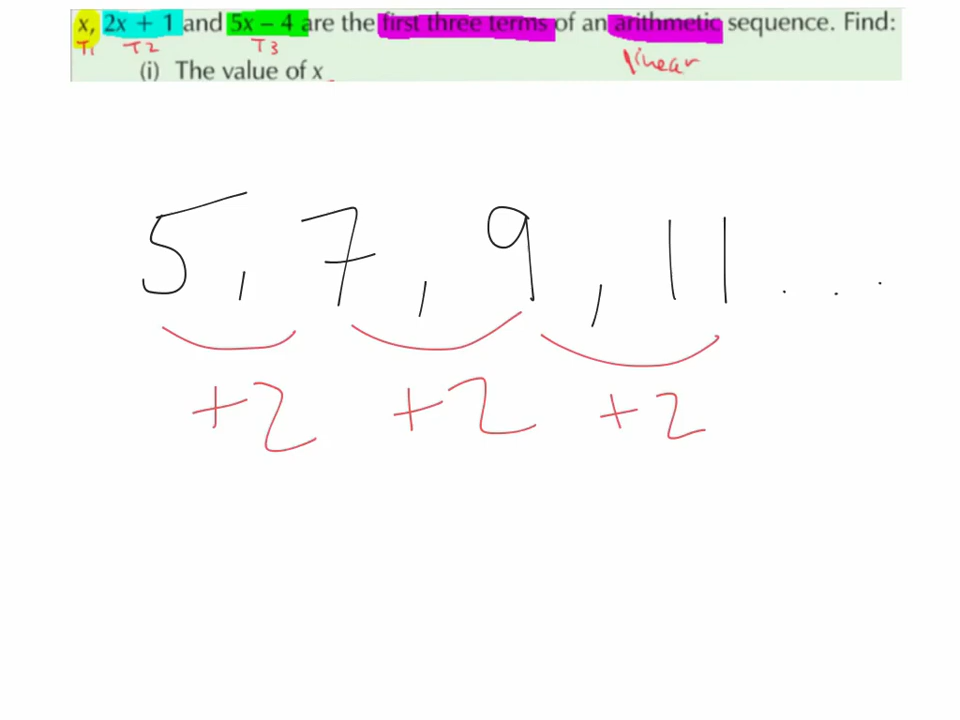 x, 2x + 1 and 5x – 4 are the first three terms of an arithmetic sequence. Find:
T1 T2 T3
linear
(i) The value of x
5, 7, 9, 11 ...
+2 +2 +2